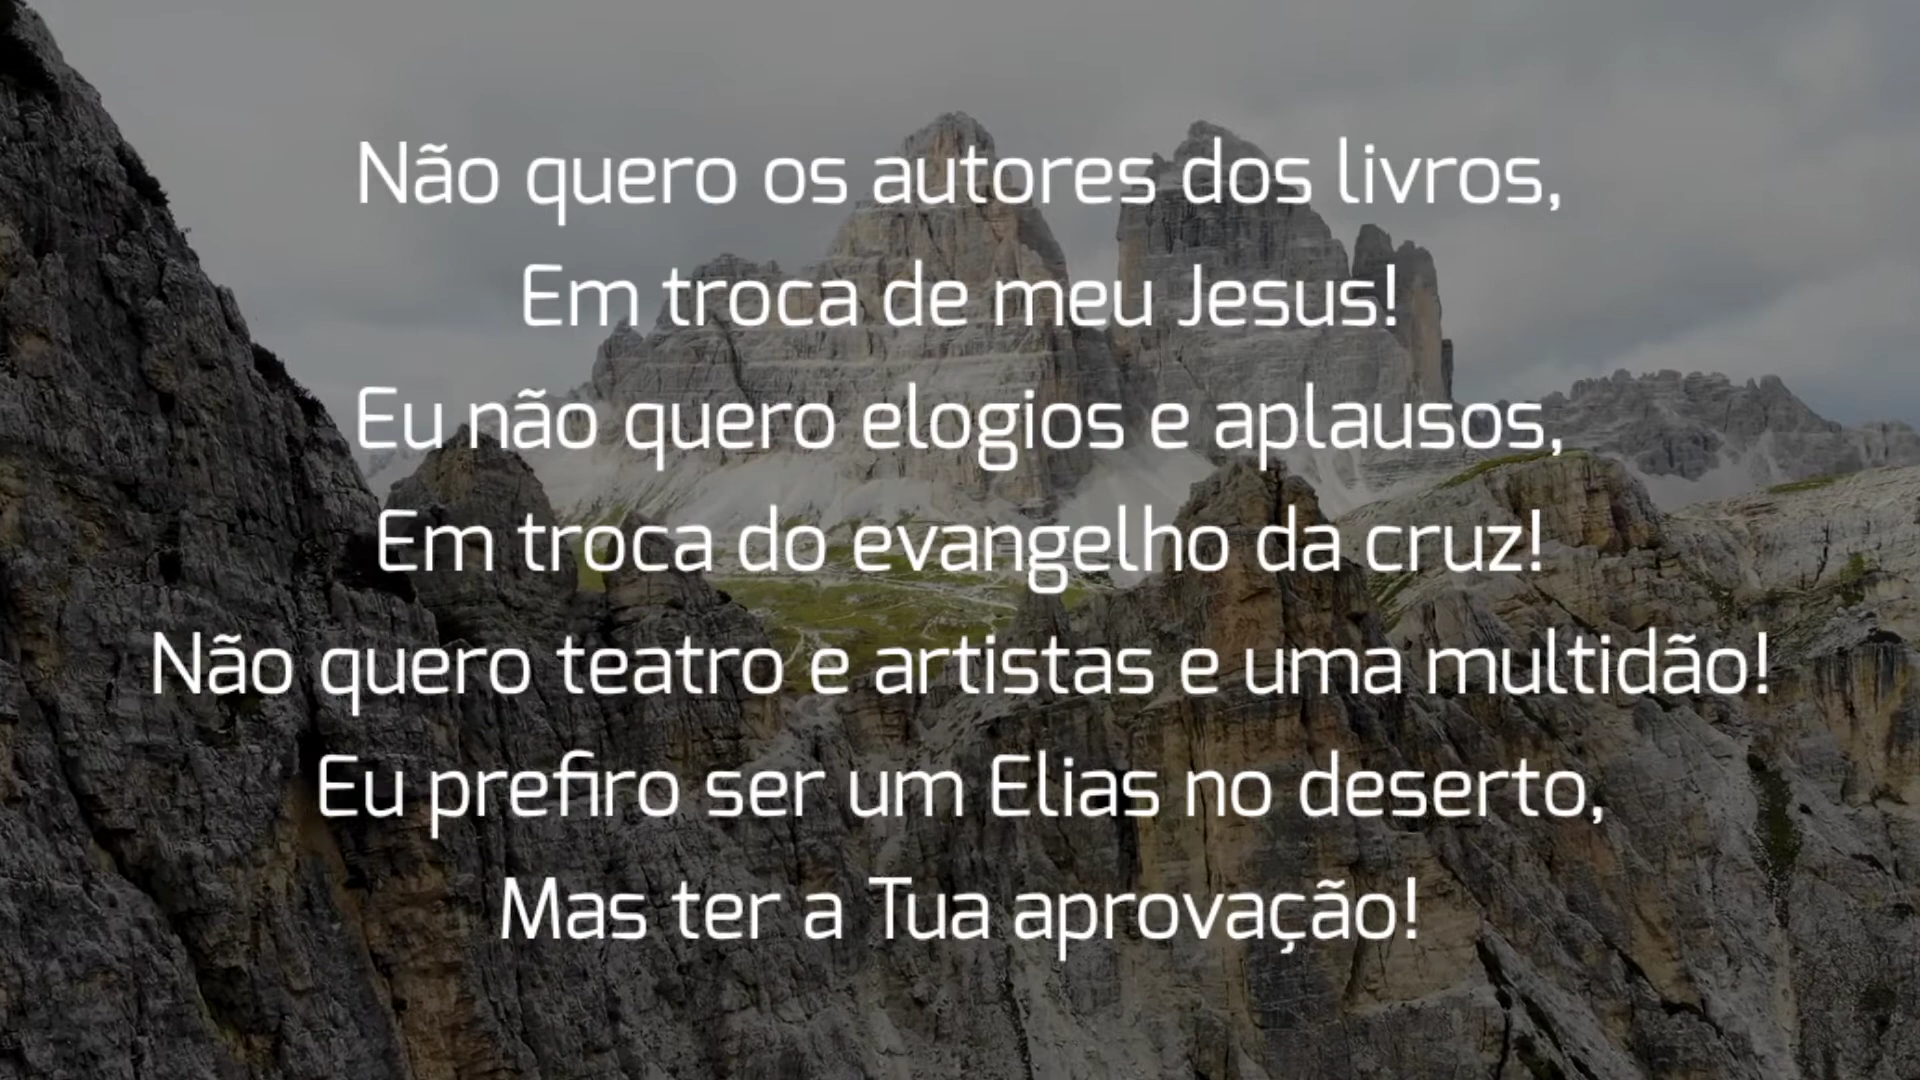 Não quero os autores dos livros,
Em troca de meu Jesus!
Eu não quero elogios e aplausos,
Em troca do evangelho da cruz!
Não quero teatro e artistas e uma multidão!
Eu prefiro ser um Elias no deserto,
Mas ter a Tua aprovação!